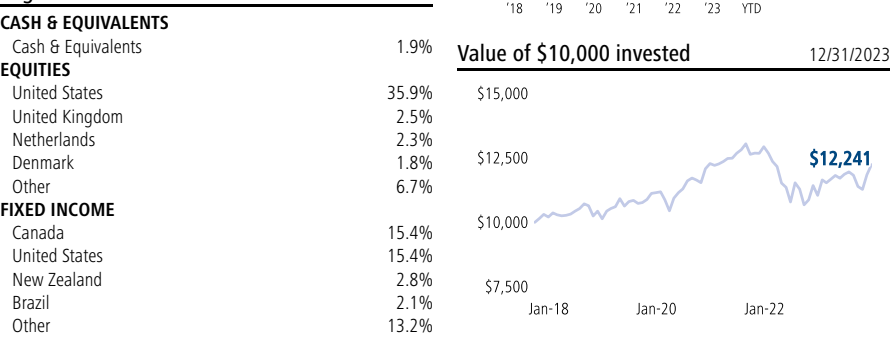 CASH & EQUIVALENTS
Cash & Equivalents 1.9%
EQUITIES
United States 35.9%
United Kingdom 2.5%
Netherlands 2.3%
Denmark 1.8%
Other 6.7%
FIXED INCOME
Canada 15.4%
United States 15.4%
New Zealand 2.8%
Brazil 2.1%
Other 13.2%
'18 '19 '20 '21 '22 '23 YTD
Value of $10,000 invested 12/31/2023
$15,000
$12,500
$12,241
$10,000
$7,500
Jan-18 Jan-20 Jan-22